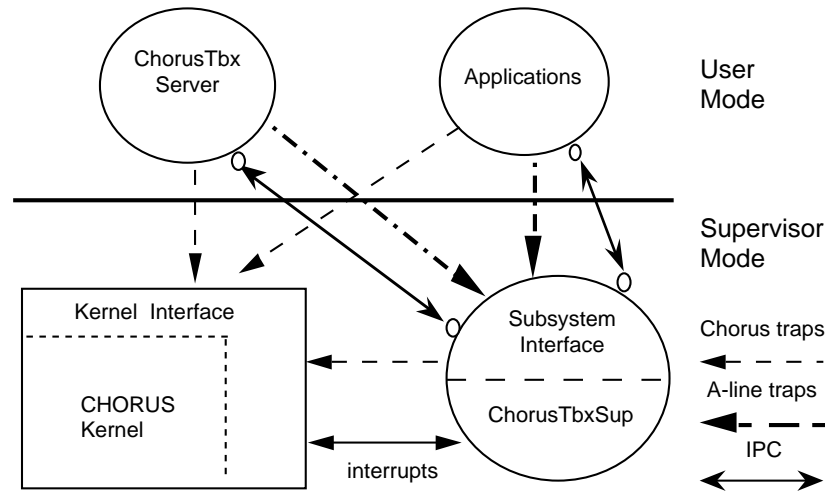 ChorusTbx
Server
Applications
User
Mode
Supervisor
Mode
Kernel Interface
Subsystem
Interface
Chorus traps
A-line traps
CHORUS
Kernel
ChorusTbxSup
IPC
interrupts